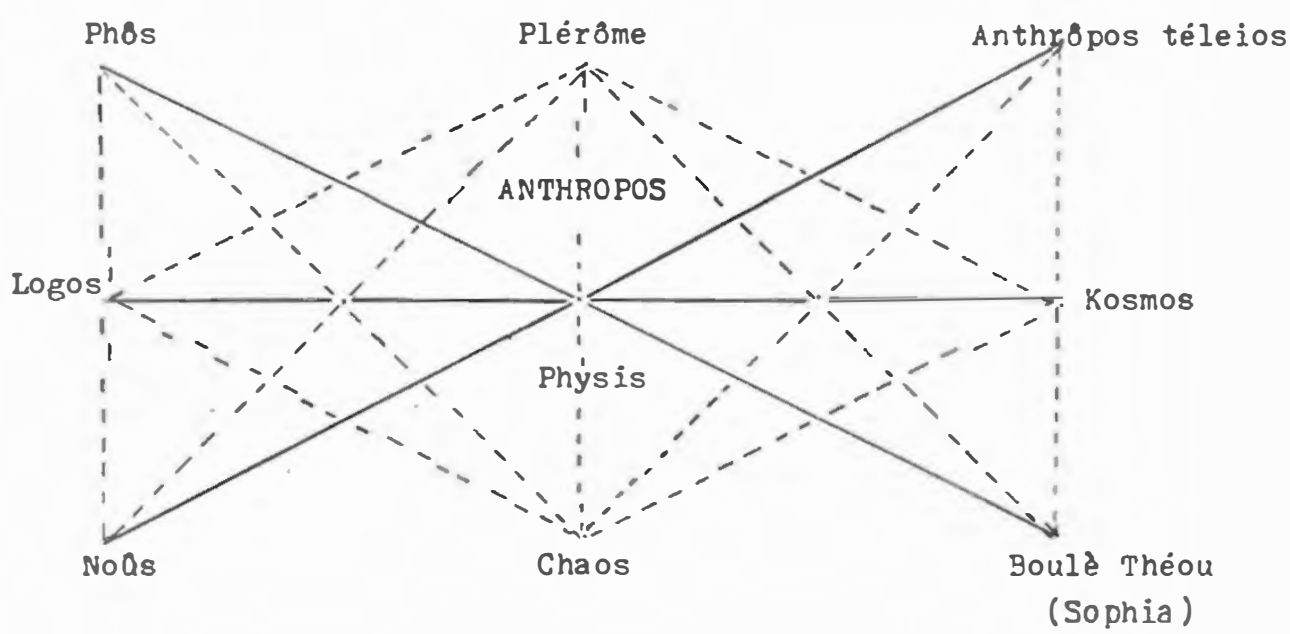 Phôs
Plérôme
Anthrôpos téleios
ANTHROPOS
Logos
Kosmos
Physis
Noûs
Chaos
Boulè Théou
(Sophia)